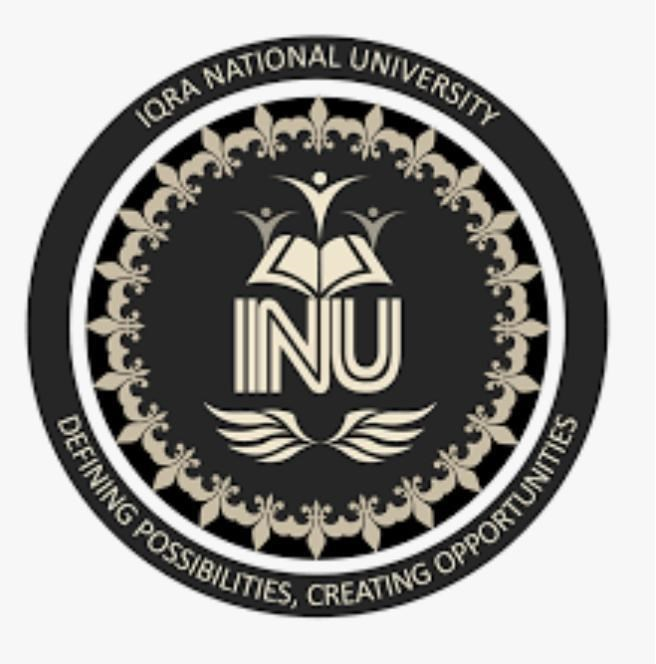 IQRA NATIONAL UNIVERSITY
INU
DEFINING POSSIBILITIES, CREATING OPPORTUNITIES